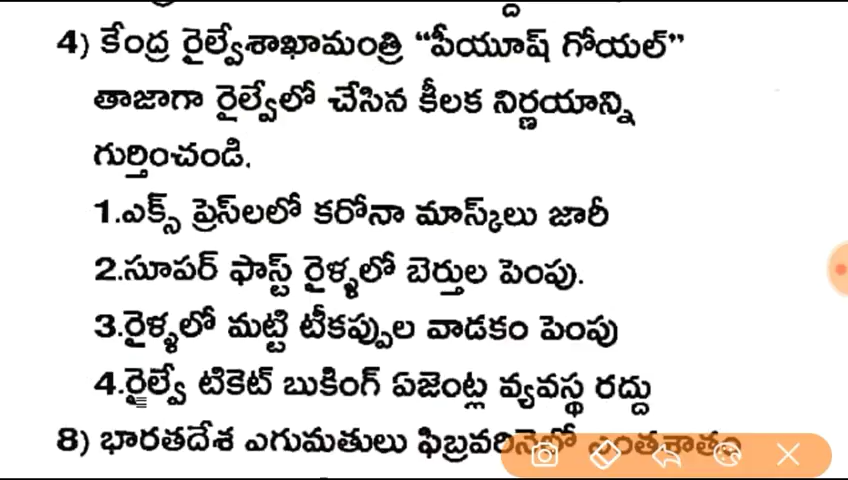 4) కేంద్ర రైల్వేశాఖామంత్రి “పీయూష్ గోయల్”
తాజాగా రైల్వేలో చేసిన కీలక నిర్ణయాన్ని
గుర్తించండి.
1.ఎక్స్ ప్రెస్‌లలో కరోనా మాస్క్‌లు జారీ
2.సూపర్ ఫాస్ట్ రైళ్ళలో బెర్తుల పెంపు.
3.రైళ్ళలో మట్టి టీకప్పుల వాడకం పెంపు
4.రైల్వే టికెట్ బుకింగ్ ఏజెంట్ల వ్యవస్థ రద్దు
8) భారతదేశ ఎగుమతులు